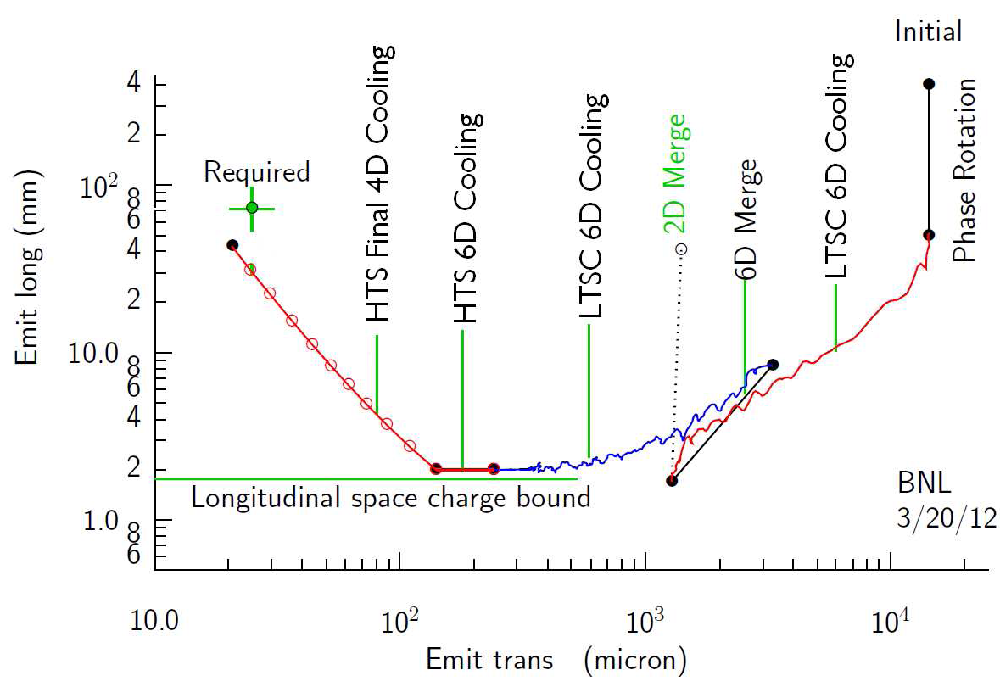 Initial
Phase Rotation
LTSC 6D Cooling
6D Merge
2D Merge
LTSC 6D Cooling
HTS 6D Cooling
HTS Final 4D Cooling
Required
Emit long (mm)
4
2
10²
8
6
4
2
10.0
8
6
4
2
1.0
8
6
Longitudinal space charge bound
BNL
3/20/12
10.0 10² 10³ 10⁴
Emit trans (micron)